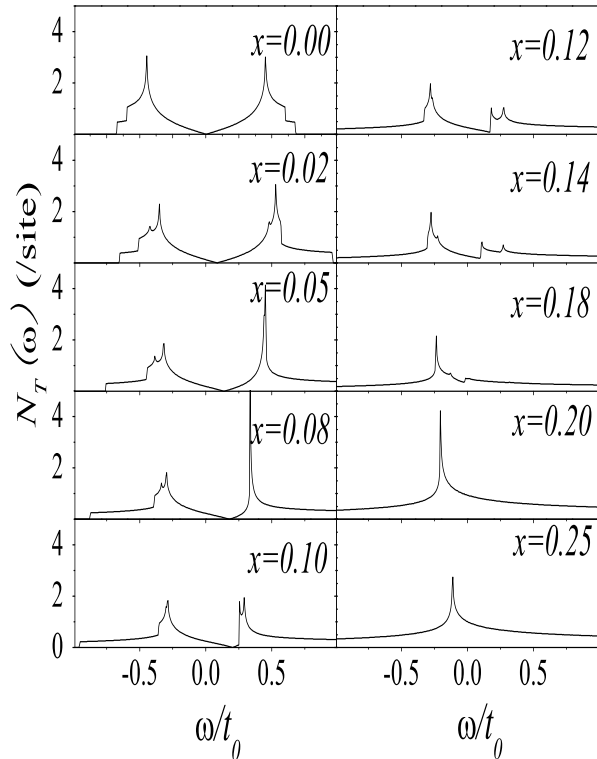 x=0.00
x=0.12
4
2
x=0.02
x=0.14
4
2
x=0.05
x=0.18
4
2
x=0.08
x=0.20
4
2
x=0.10
x=0.25
4
2
0
N_T (ω) (/site)
-0.5 0.0 0.5 -0.5 0.0 0.5
ω/t_0 ω/t_0